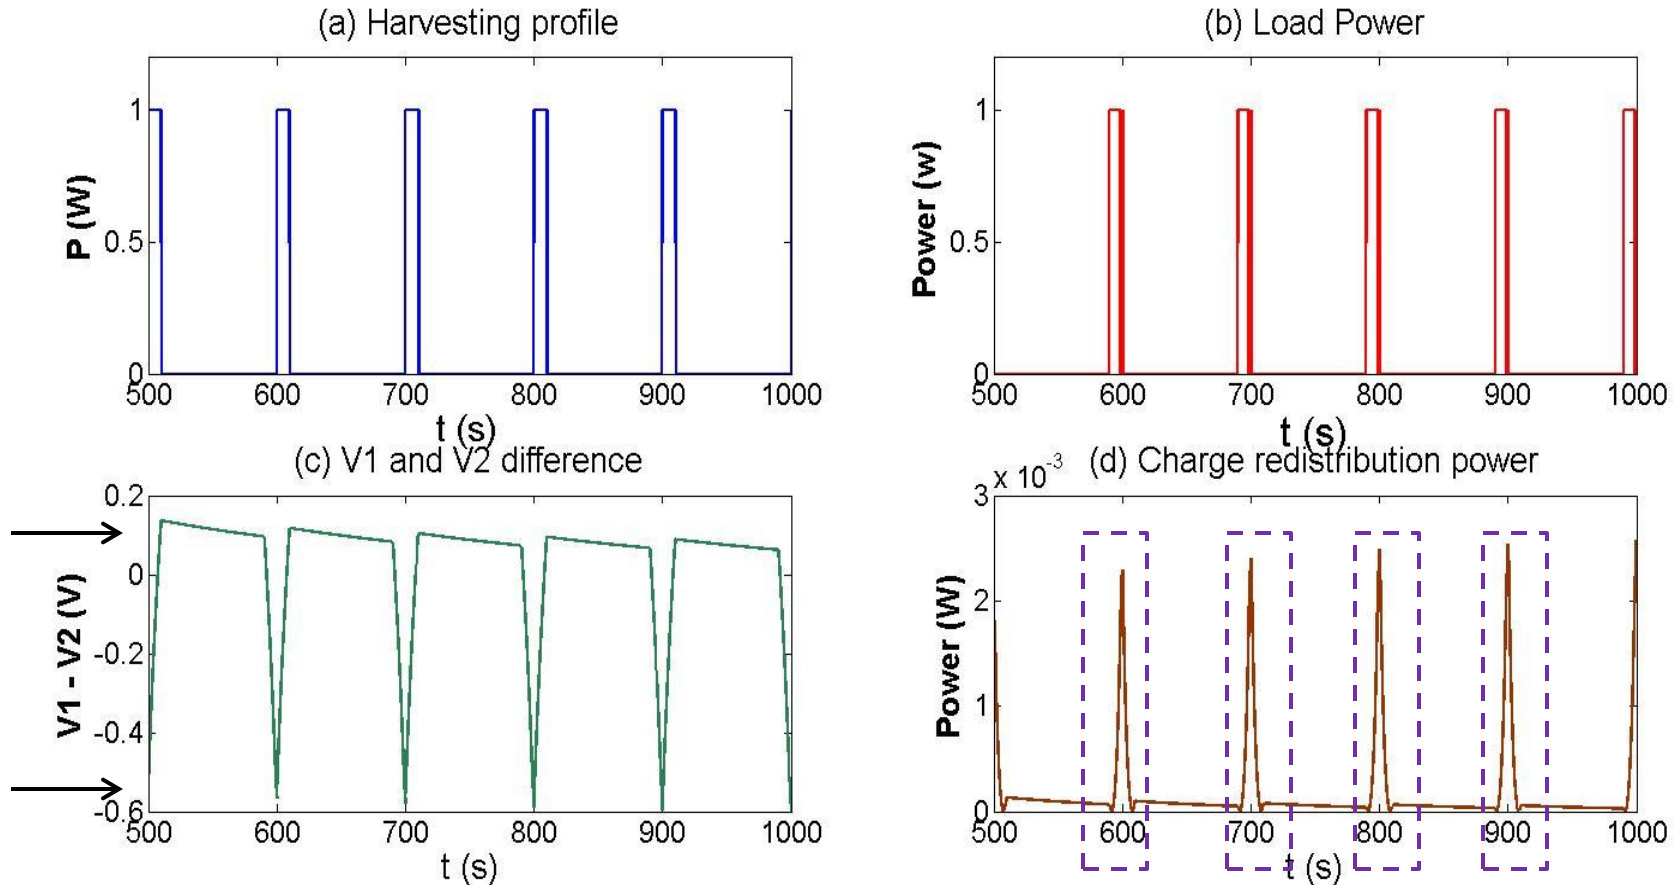 (a) Harvesting profile
1
0.5
0
P (W)
500 600 700 800 900 1000
t (s)
(b) Load Power
1
0.5
0
Power (w)
500 600 700 800 900 1000
t (s)
(c) V1 and V2 difference
0.2
0
-0.2
-0.4
-0.6
V1 - V2 (V)
500 600 700 800 900 1000
t (s)
(d) Charge redistribution power
x 10-3
3
2
1
0
Power (W)
500 600 700 800 900 1000
t (s)